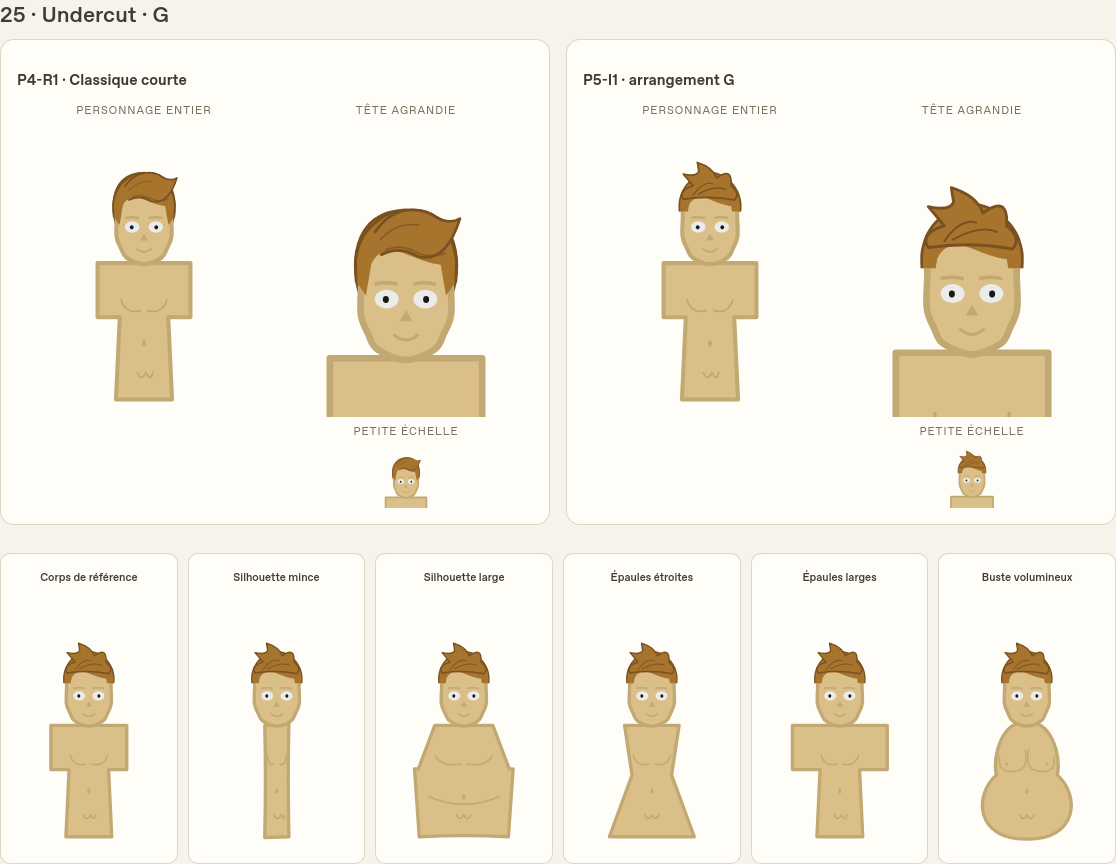 25 · Undercut · G
P4-R1 · Classique courte
PERSONNAGE ENTIER
TÊTE AGRANDIE
PETITE ÉCHELLE
P5-I1 · arrangement G
PERSONNAGE ENTIER
TÊTE AGRANDIE
PETITE ÉCHELLE
Corps de référence
Silhouette mince
Silhouette large
Épaules étroites
Épaules larges
Buste volumineux